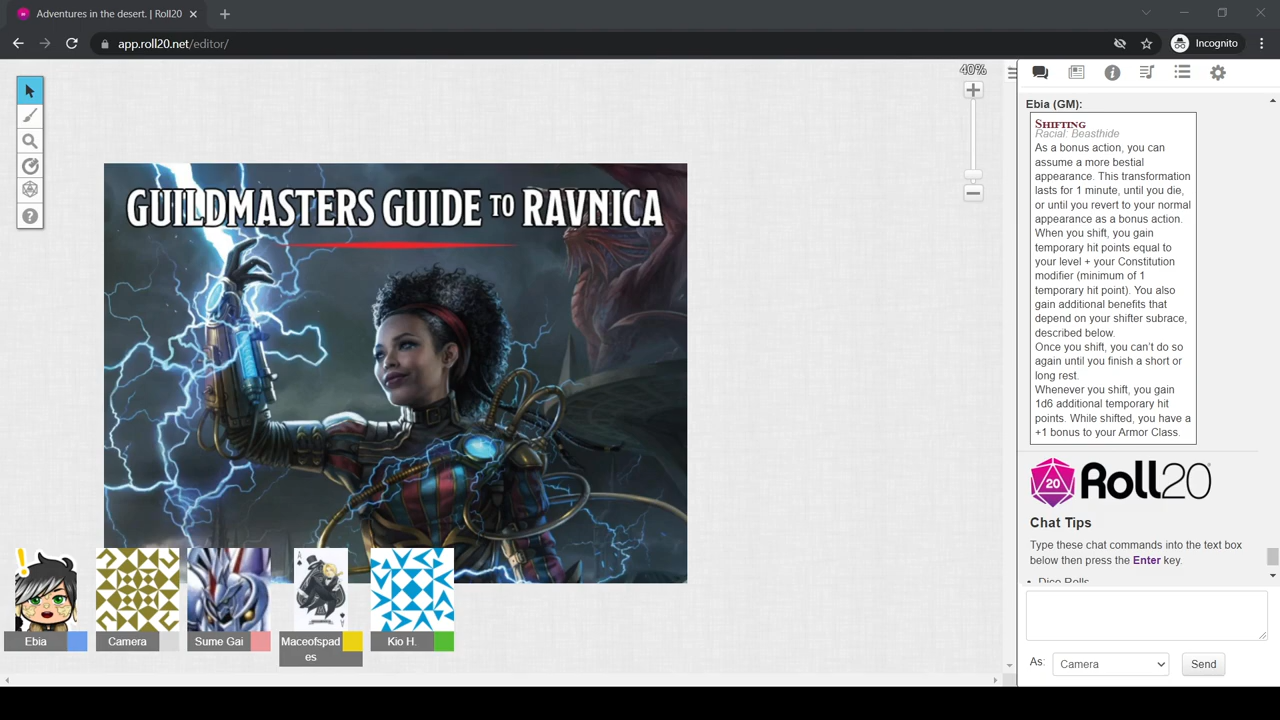 Adventures in the desert. | Roll20
app.roll20.net/editor/
Incognito
40%
Ebia (GM):
SHIFTING
Racial: Beasthide
As a bonus action, you can
assume a more bestial
appearance. This transformation
lasts for 1 minute, until you die,
or until you revert to your normal
appearance as a bonus action.
When you shift, you gain
temporary hit points equal to
your level + your Constitution
modifier (minimum of 1
temporary hit point). You also
gain additional benefits that
depend on your shifter subrace,
described below.
Once you shift, you can't do so
again until you finish a short or
long rest.
Whenever you shift, you gain
1d6 additional temporary hit
points. While shifted, you have a
+1 bonus to your Armor Class.
GUILDMASTERS GUIDE TO RAVNICA
20 Roll20
Chat Tips
Type these chat commands into the text box
below then press the Enter key.
• Dice Rolls
Ebia
Camera
Sume Gai
Maceofspad
es
Kio H.
As: Camera Send